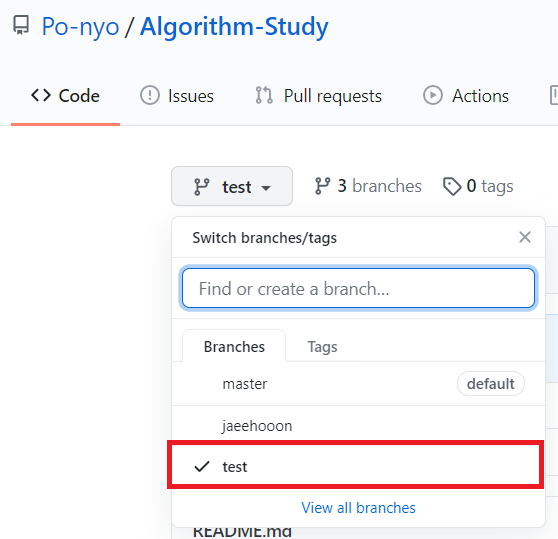 Po-nyo / Algorithm-Study
Code Issues Pull requests Actions
test 3 branches 0 tags
Switch branches/tags
Find or create a branch...
Branches Tags
master default
jaeehooon
test
View all branches
README.md